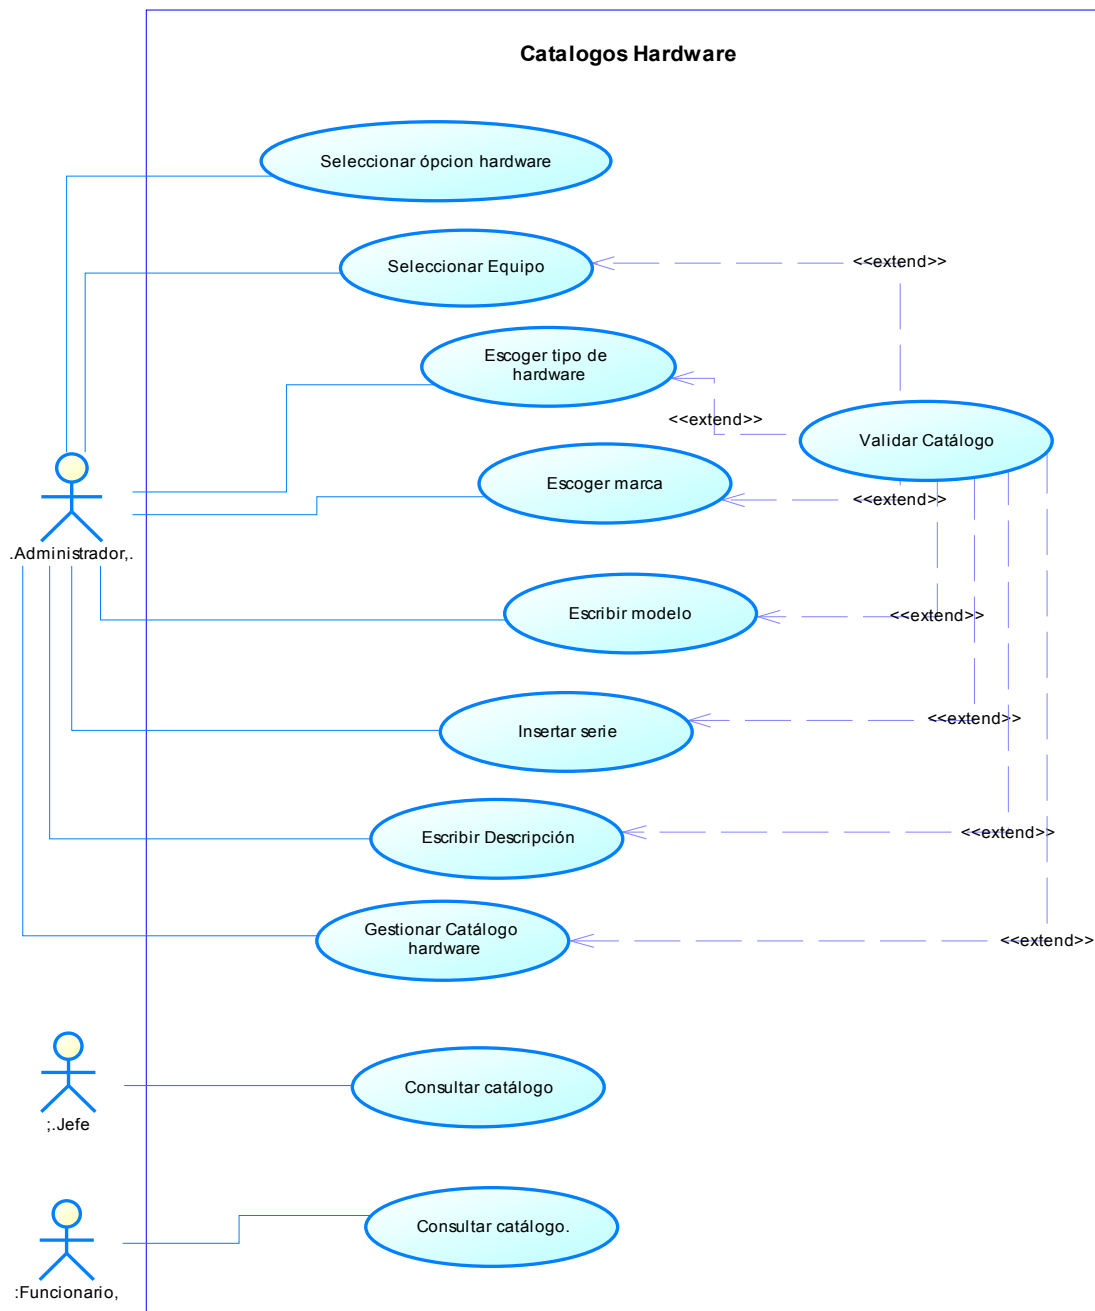 Catalogos Hardware
Seleccionar ópcion hardware
Seleccionar Equipo
<<extend>>
Escoger tipo de
hardware
<<extend>>
Validar Catálogo
Escoger marca
<<extend>>
.Administrador,.
Escribir modelo
<<extend>>
Insertar serie
<<extend>>
Escribir Descripción
<<extend>>
Gestionar Catálogo
hardware
<<extend>>
Consultar catálogo
;.Jefe
Consultar catálogo.
:Funcionario,